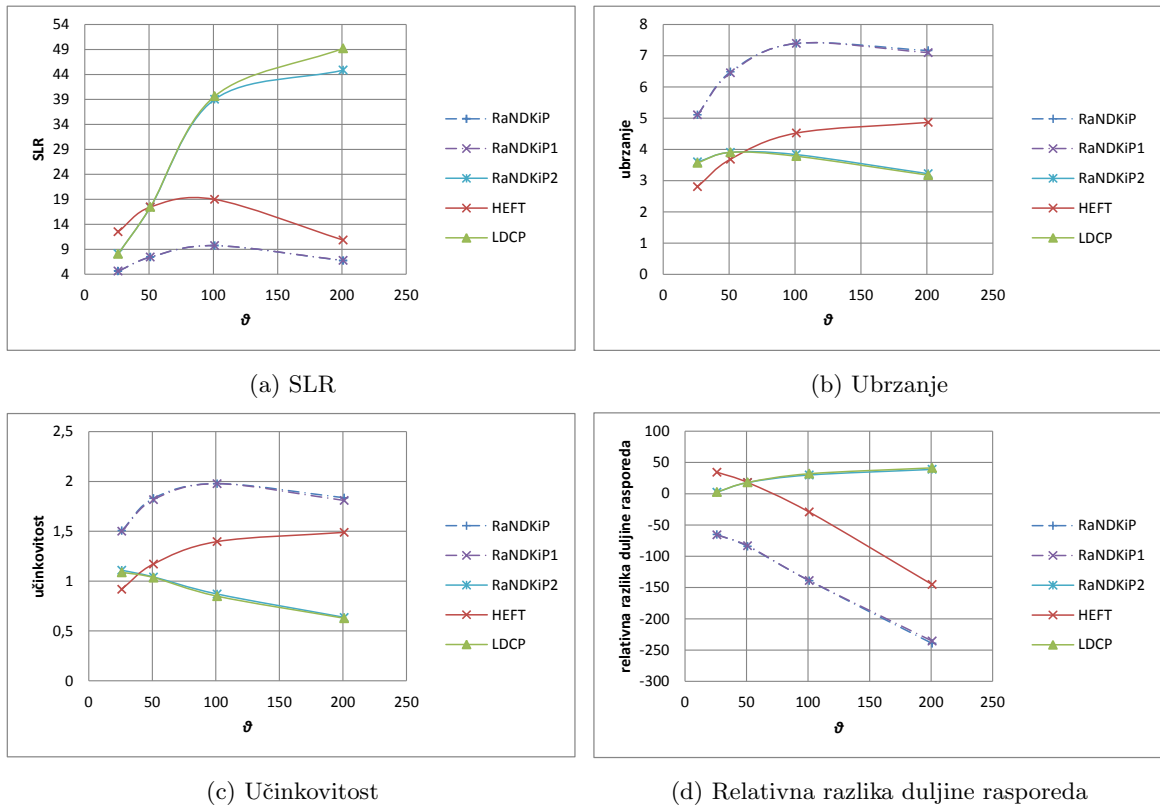 54
49
44
39
34
29
24
19
14
9
4
SLR
0
50
100
150
200
250
ϑ
RaNDKiP
RaNDKiP1
RaNDKiP2
HEFT
LDCP
(a) SLR
8
7
6
5
4
3
2
1
0
ubrzanje
0
50
100
150
200
250
ϑ
RaNDKiP
RaNDKiP1
RaNDKiP2
HEFT
LDCP
(b) Ubrzanje
2,5
2
1,5
1
0,5
0
učinkovitost
0
50
100
150
200
250
ϑ
RaNDKiP
RaNDKiP1
RaNDKiP2
HEFT
LDCP
(c) Učinkovitost
100
50
0
-50
-100
-150
-200
-250
-300
relativna razlika duljine rasporeda
0
50
100
150
200
250
ϑ
RaNDKiP
RaNDKiP1
RaNDKiP2
HEFT
LDCP
(d) Relativna razlika duljine rasporeda